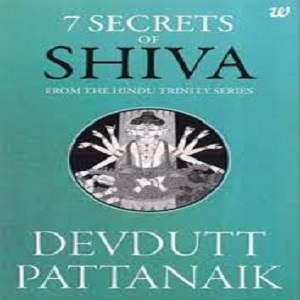 w
7 SECRETS
OF
SHIVA
FROM THE HINDU TRINITY SERIES
DEVDUTT
PATTANAIK